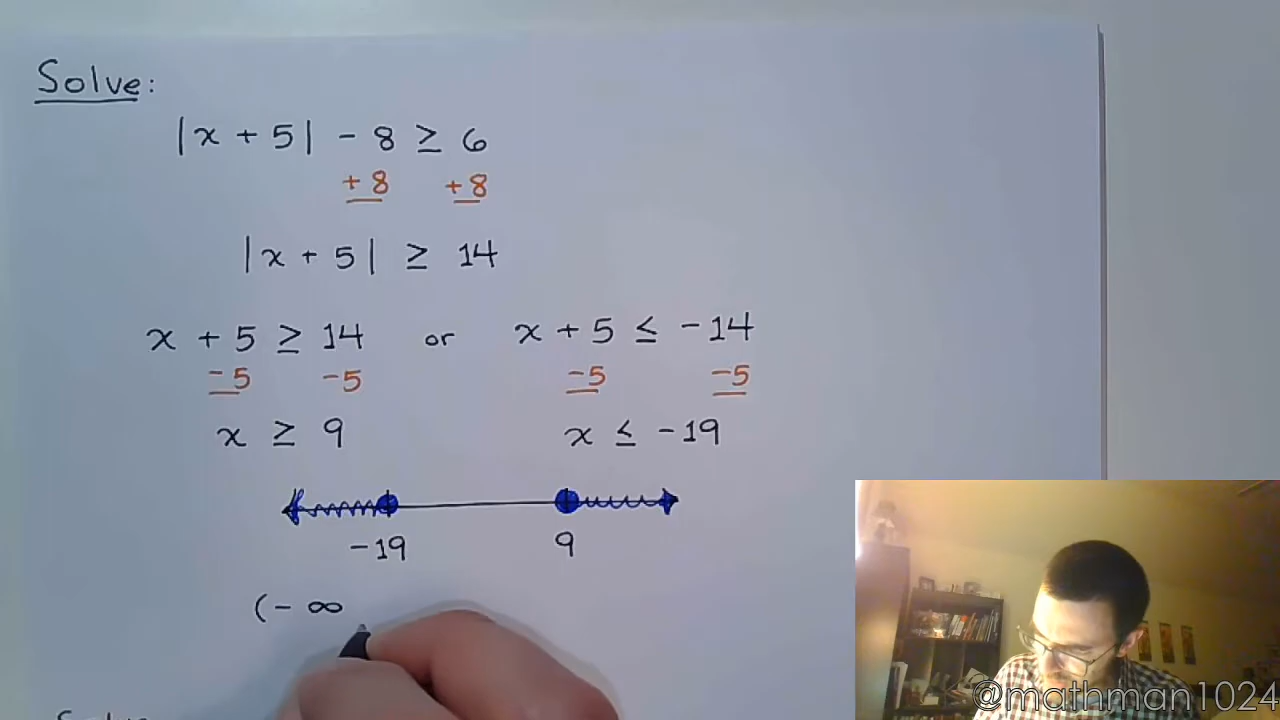 Solve:
|x + 5| - 8 ≥ 6
+8 +8
|x + 5| ≥ 14
x + 5 ≥ 14 or x + 5 ≤ -14
-5 -5 -5 -5
x ≥ 9 x ≤ -19
-19 9
(- ∞
Solve
@mathman1024